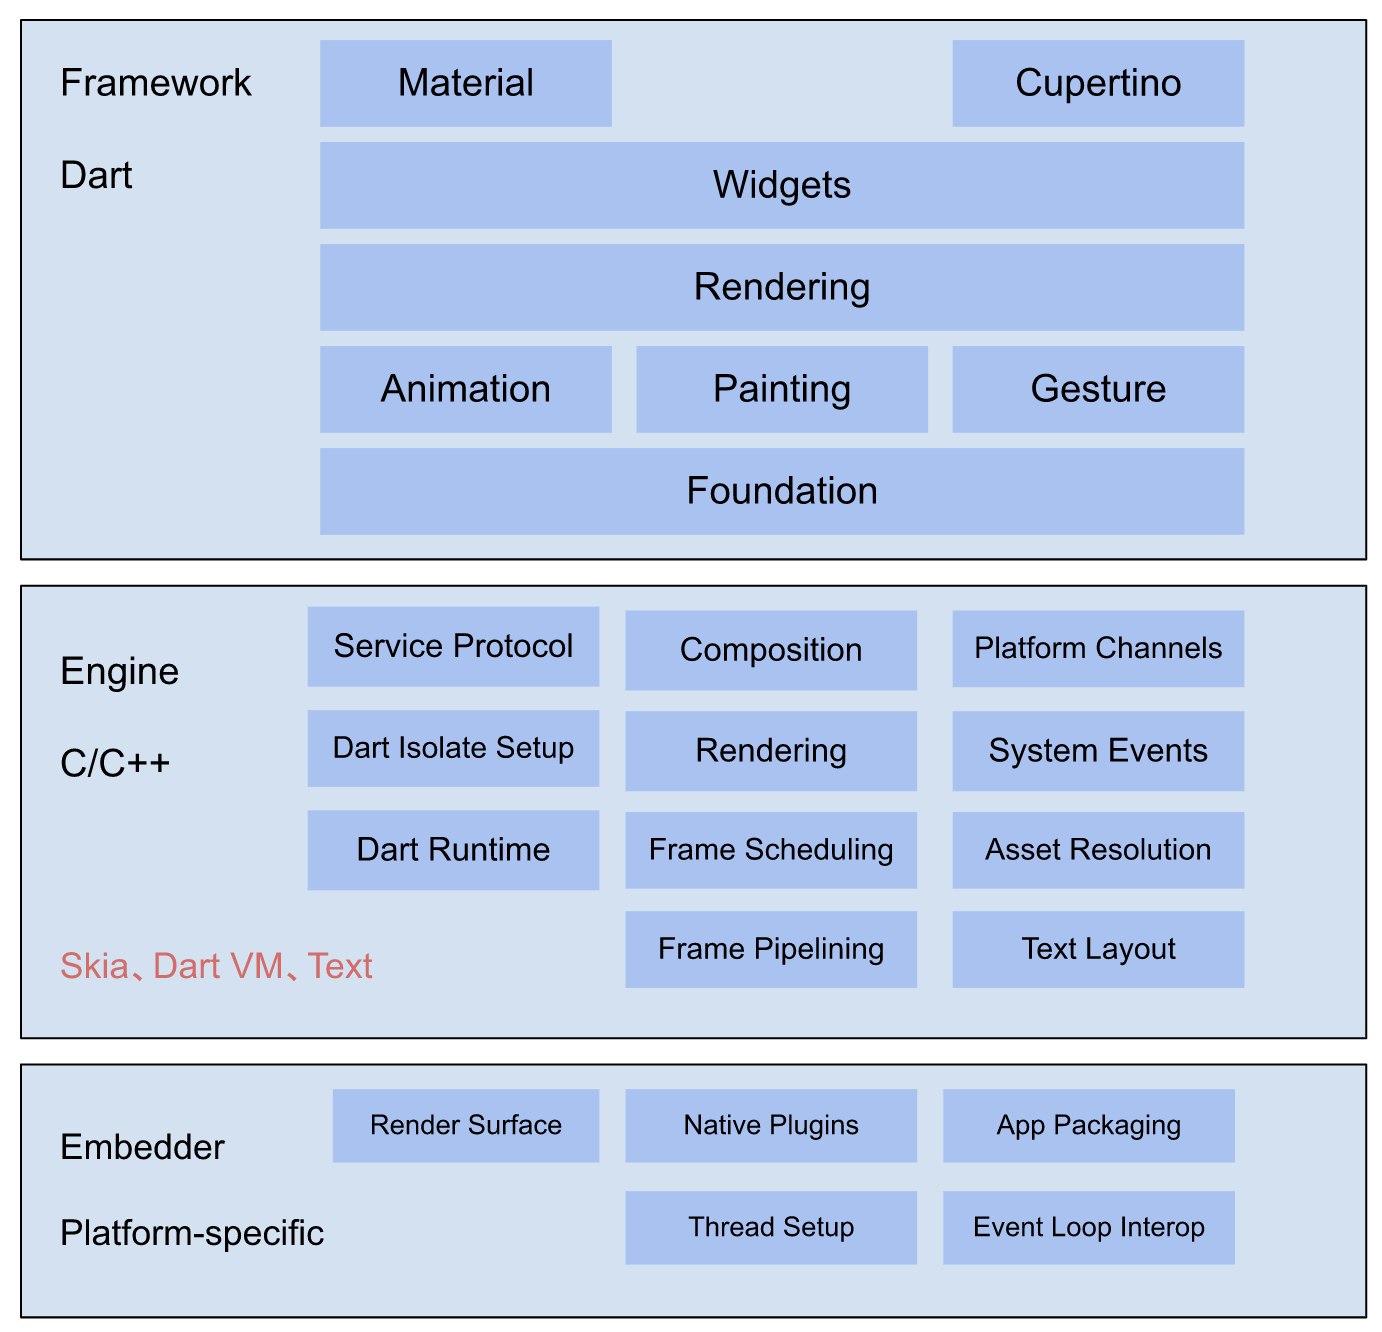 Framework
Material
Cupertino
Dart
Widgets
Rendering
Animation
Painting
Gesture
Foundation
Engine
C/C++
Service Protocol
Composition
Platform Channels
Dart Isolate Setup
Rendering
System Events
Dart Runtime
Frame Scheduling
Asset Resolution
Frame Pipelining
Text Layout
Skia、Dart VM、Text
Embedder
Platform-specific
Render Surface
Native Plugins
App Packaging
Thread Setup
Event Loop Interop